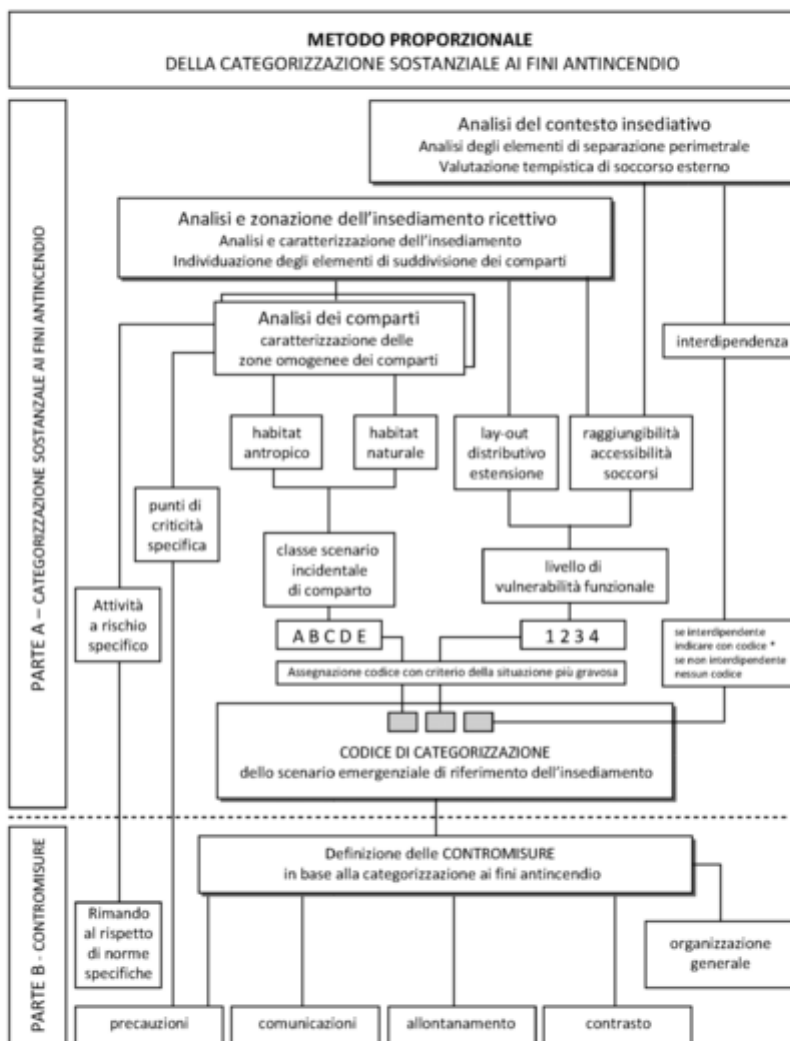 METODO PROPORZIONALE
DELLA CATEGORIZZAZIONE SOSTANZIALE AI FINI ANTINCENDIO
PARTE A – CATEGORIZZAZIONE SOSTANZALE AI FINI ANTINCENDIO
Analisi del contesto insediativo
Analisi degli elementi di separazione perimetrale
Valutazione tempistica di soccorso esterno
Analisi e zonazione dell'insediamento ricettivo
Analisi e caratterizzazione dell'insediamento
Individuazione degli elementi di suddivisione dei comparti
Analisi dei comparti
caratterizzazione delle
zone omogenee dei comparti
interdipendenza
habitat
antropico
habitat
naturale
lay-out
distributivo
estensione
raggiungibilità
accessibilità
soccorsi
punti di
criticità
specifica
classe scenario
incidentale
di comparto
livello di
vulnerabilità funzionale
Attività
a rischio
specifico
A B C D E
1 2 3 4
se interdipendente
indicare con codice *
se non interdipendente
nessun codice
Assegnazione codice con criterio della situazione più gravosa
CODICE DI CATEGORIZZAZIONE
dello scenario emergenziale di riferimento dell'insediamento
PARTE B - CONTROMISURE
Definizione delle CONTROMISURE
in base alla categorizzazione ai fini antincendio
Rimando
al rispetto
di norme
specifiche
organizzazione
generale
precauzioni
comunicazioni
allontanamento
contrasto